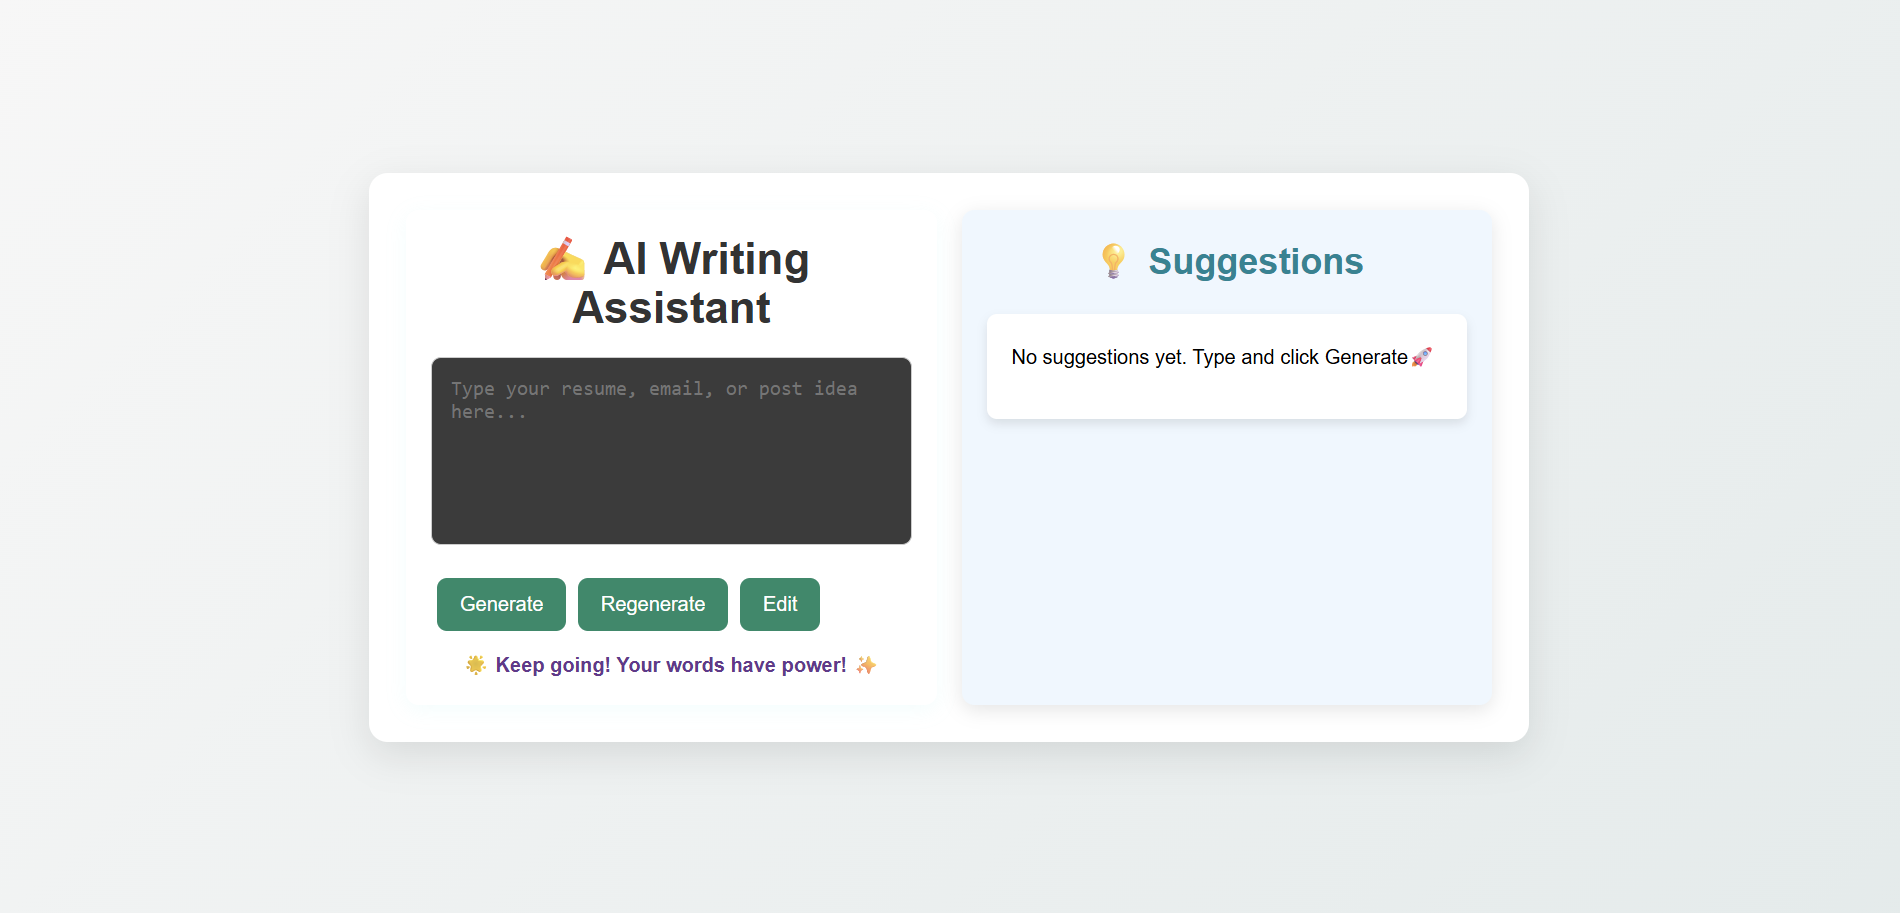 ✍️ AI Writing
Assistant
Type your resume, email, or post idea
here...
Generate
Regenerate
Edit
🌟 Keep going! Your words have power! ✨
💡 Suggestions
No suggestions yet. Type and click Generate🚀